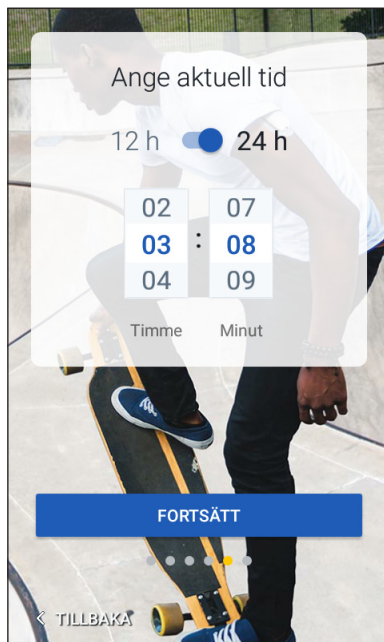 Ange aktuell tid
12 h 24 h
02 07
03 : 08
04 09
Timme Minut
FORTSÄTT
TILLBAKA